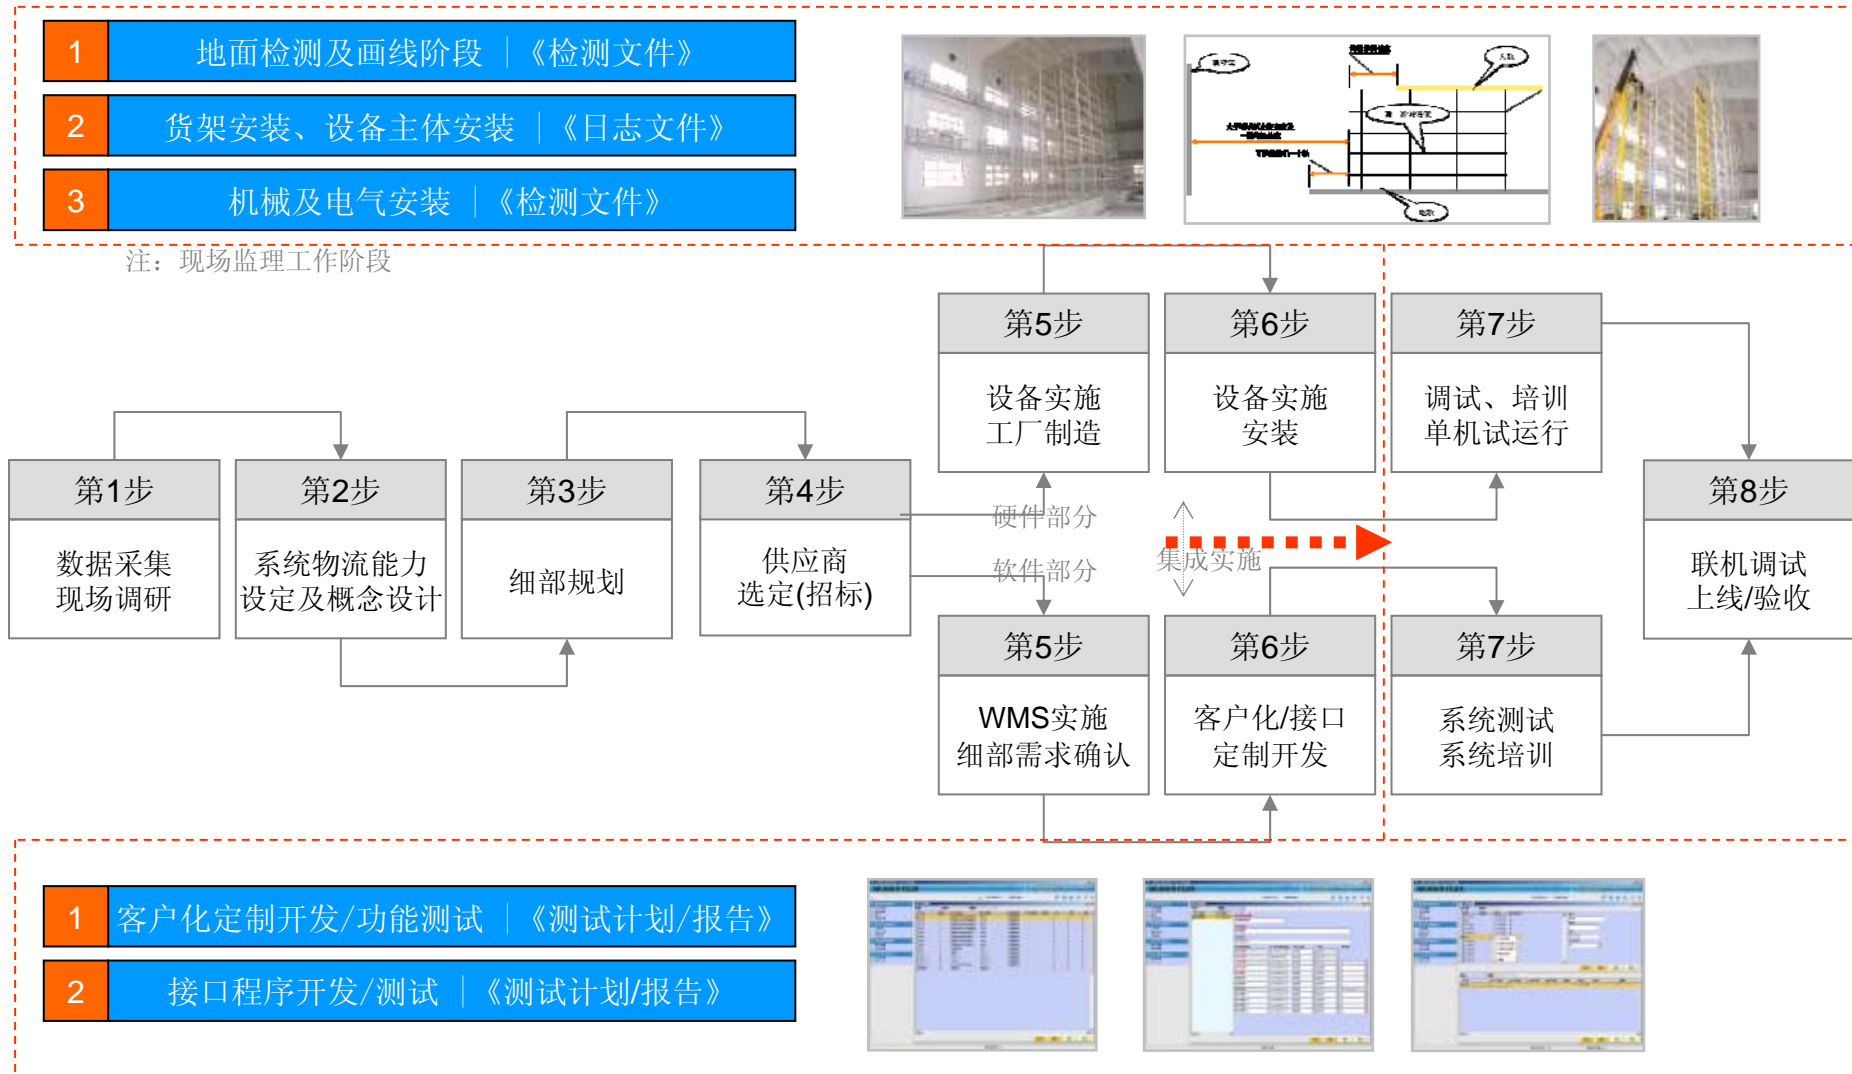 1 地面检测及画线阶段 |《检测文件》
2 货架安装、设备主体安装 |《日志文件》
3 机械及电气安装 |《检测文件》
注：现场监理工作阶段
第5步
设备实施
工厂制造
第6步
设备实施
安装
第7步
调试、培训
单机试运行
第1步
数据采集
现场调研
第2步
系统物流能力
设定及概念设计
第3步
细部规划
第4步
供应商
选定(招标)
硬件部分
软件部分
集成实施
第8步
联机调试
上线/验收
第5步
WMS实施
细部需求确认
第6步
客户化/接口
定制开发
第7步
系统测试
系统培训
1 客户化定制开发/功能测试 |《测试计划/报告》
2 接口程序开发/测试 |《测试计划/报告》